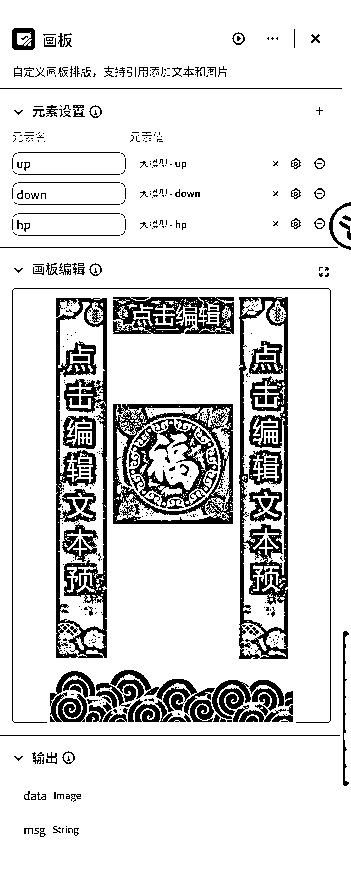 画板
自定义画板排版，支持引用添加文本和图片
元素设置
元素名 元素值
up 大模型 - up
down 大模型 - down
hp 大模型 - hp
画板编辑
点击编辑
点击编辑文本预
福
点击编辑文本预
输出
data Image
msg String